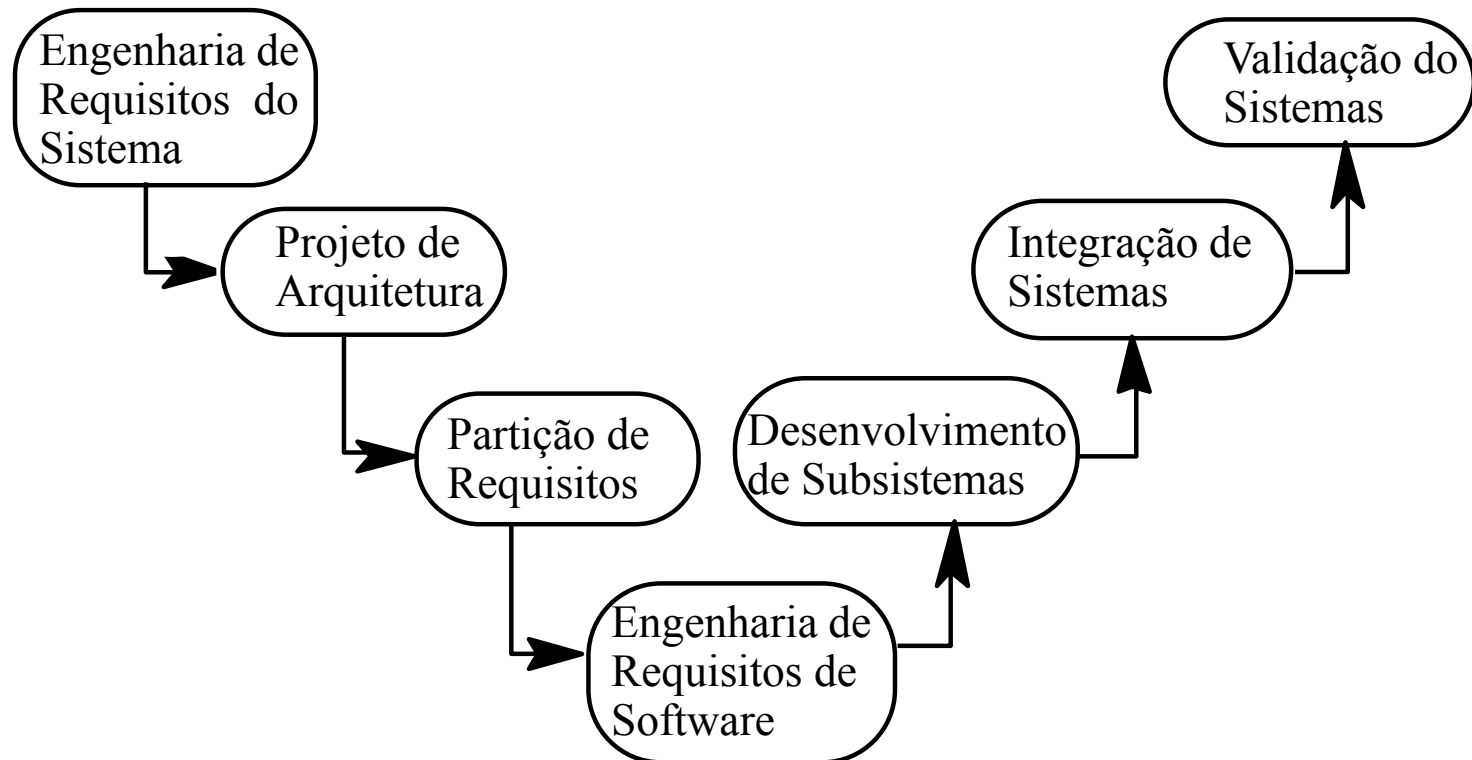 Engenharia de
Requisitos do
Sistema
Projeto de
Arquitetura
Partição de
Requisitos
Engenharia de
Requisitos de
Software
Desenvolvimento
de Subsistemas
Integração de
Sistemas
Validação do
Sistemas